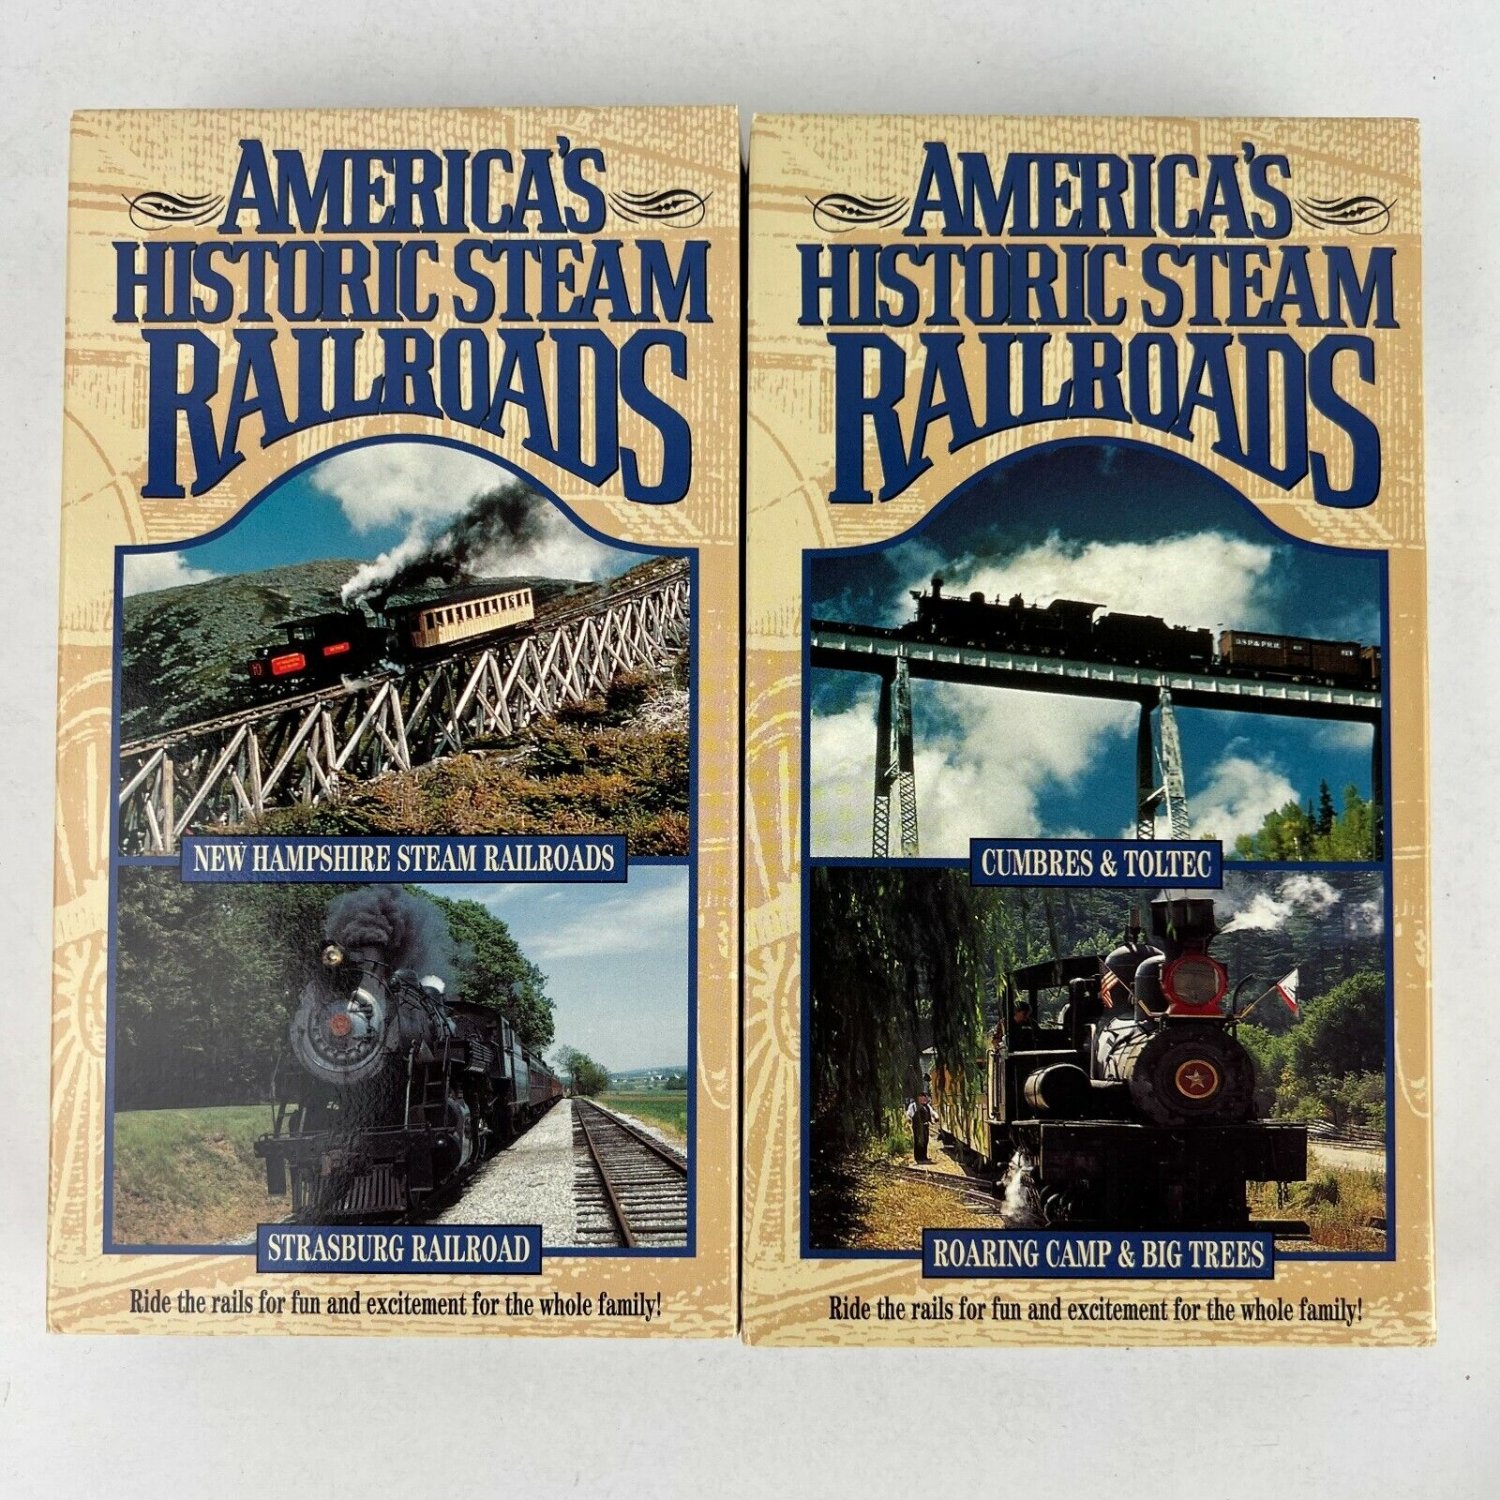 AMERICA'S
HISTORIC STEAM
RAILROADS
NEW HAMPSHIRE STEAM RAILROADS
STRASBURG RAILROAD
Ride the rails for fun and excitement for the whole family!
AMERICA'S
HISTORIC STEAM
RAILROADS
CUMBRES & TOLTEC
ROARING CAMP & BIG TREES
Ride the rails for fun and excitement for the whole family!